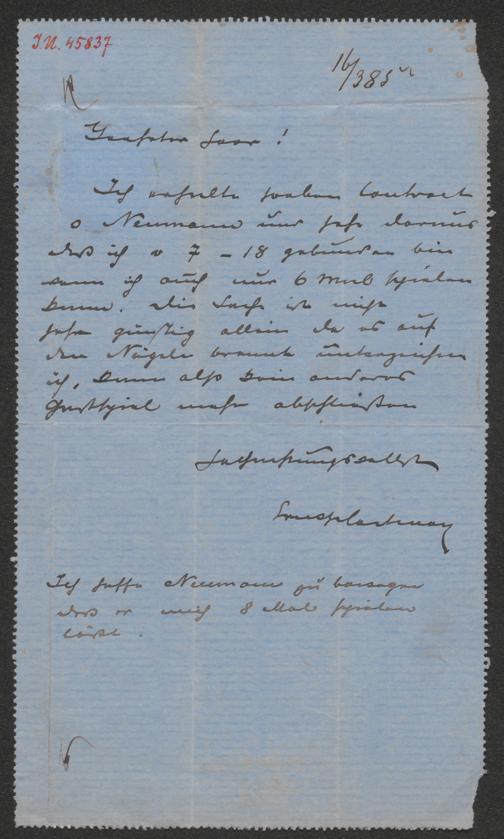 I.N. 45837
16/3 85
Geehrter Herr!
Ich erhielt soeben Contract
v Neumann und sehe daraus
daß ich v 7 – 18 gebunden bin
wenn ich auch nur 6 Mal spielen
kann. Die Sache ist nicht
sehr günstig allein da es auf
den Nägeln brennt unterzeichne
ich, kann also kein anderes
Gastspiel mehr abschließen
Hochachtungsvollst
Ernst Hartmann
Ich hoffe Neumann zu bewegen
daß er mich 8 Mal spielen
läßt.